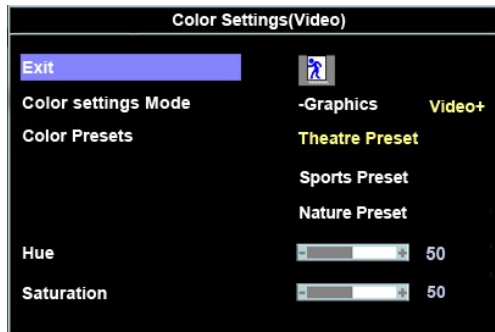 Color Settings(Video)
Exit
Color settings Mode -Graphics Video+
Color Presets Theatre Preset
Sports Preset
Nature Preset
Hue - + 50
Saturation - + 50